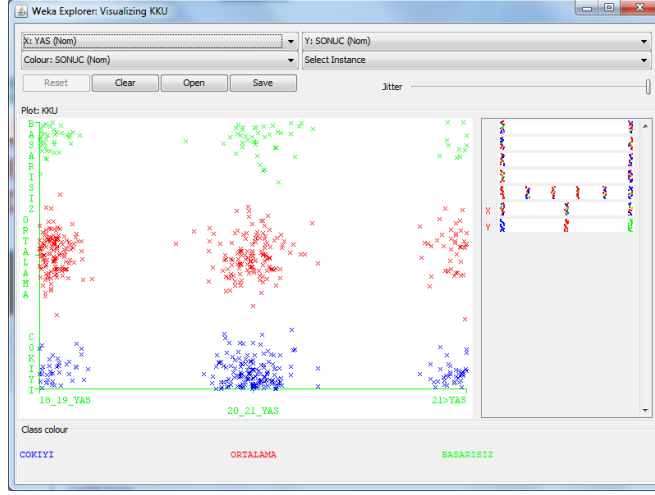 Weka Explorer: Visualizing KKU
X: YAS (Nom)
Y: SONUC (Nom)
Colour: SONUC (Nom)
Select Instance
Reset
Clear
Open
Save
Jitter
Plot: KKU
BASARISIZ
ORTALAMA
COKIYI
18_19_YAS
20_21_YAS
21>YAS
X
Y
Class colour
COKIYI
ORTALAMA
BASARISIZ